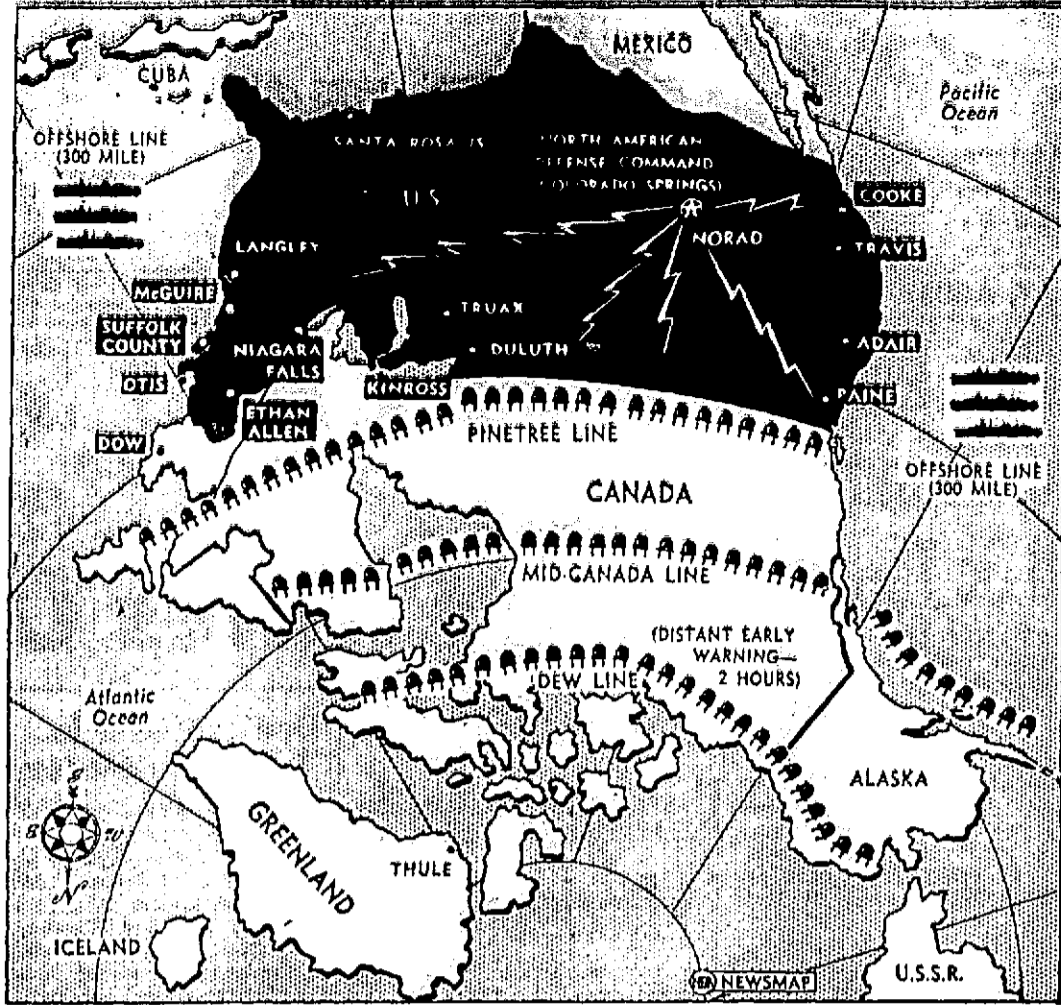 MEXICO
CUBA
Pacific
Ocean
OFFSHORE LINE
(300 MILE)
SANTA ROSA IS
NORTH AMERICAN
DEFENSE COMMAND
COLORADO SPRINGS)
U S
COOKE
LANGLEY
NORAD
TRAVIS
McGUIRE
TRUAX
SUFFOLK
COUNTY
NIAGARA
FALLS
DULUTH
ADAIR
OTIS
KINROSS
PAINE
ETHAN
ALLEN
DOW
PINETREE LINE
OFFSHORE LINE
(300 MILE)
CANADA
MID-CANADA LINE
(DISTANT EARLY
WARNING—
2 HOURS)
DEW LINE
Atlantic
Ocean
ALASKA
S
E
W
N
GREENLAND
THULE
ICELAND
NEA NEWSMAP
U.S.S.R.